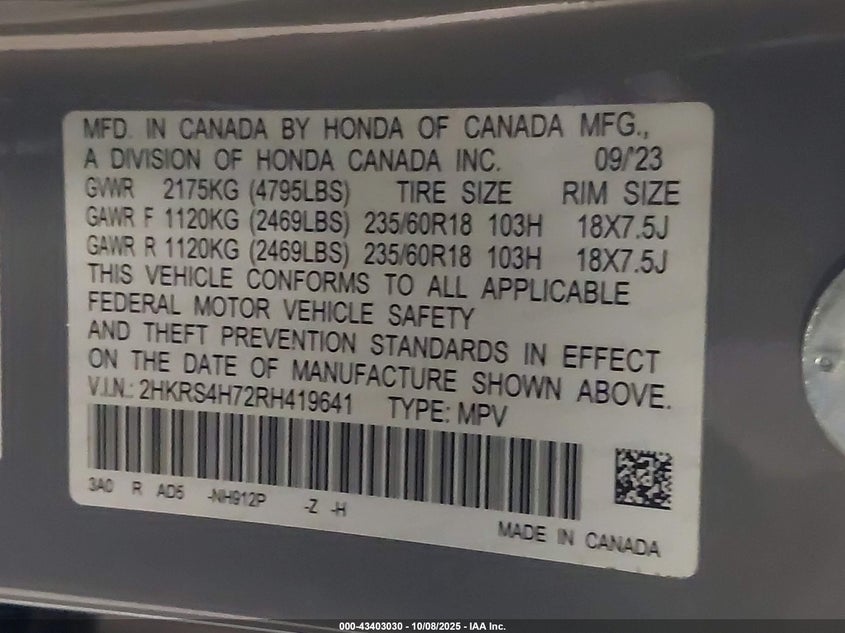 MFD. IN CANADA BY HONDA OF CANADA MFG.,
A DIVISION OF HONDA CANADA INC. 09/'23
GVWR 2175KG (4795LBS) TIRE SIZE RIM SIZE
GAWR F 1120KG (2469LBS) 235/60R18 103H 18X7.5J
GAWR R 1120KG (2469LBS) 235/60R18 103H 18X7.5J
THIS VEHICLE CONFORMS TO ALL APPLICABLE
FEDERAL MOTOR VEHICLE SAFETY
AND THEFT PREVENTION STANDARDS IN EFFECT
ON THE DATE OF MANUFACTURE SHOWN ABOVE.
V.I.N.: 2HKRS4H72RH419641 TYPE: MPV
3A0 R AD5 -NH912P -Z -H
MADE IN CANADA
000-43403030 - 10/08/2025 - IAA Inc.